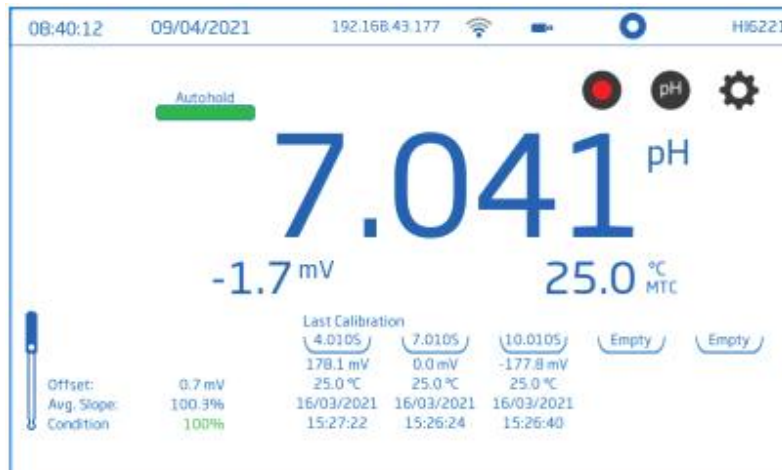 08:40:12 09/04/2021 192.168.43.177 HI6221
pH
Autohold
7.041 pH
-1.7 mV 25.0 °C MTC
Last Calibration
4.010S 7.010S 10.010S Empty Empty
178.1 mV 0.0 mV -177.8 mV
Offset: 0.7 mV 25.0 °C 25.0 °C 25.0 °C
Avg. Slope: 100.3% 16/03/2021 16/03/2021 16/03/2021
Condition 100% 15:27:22 15:26:24 15:26:40